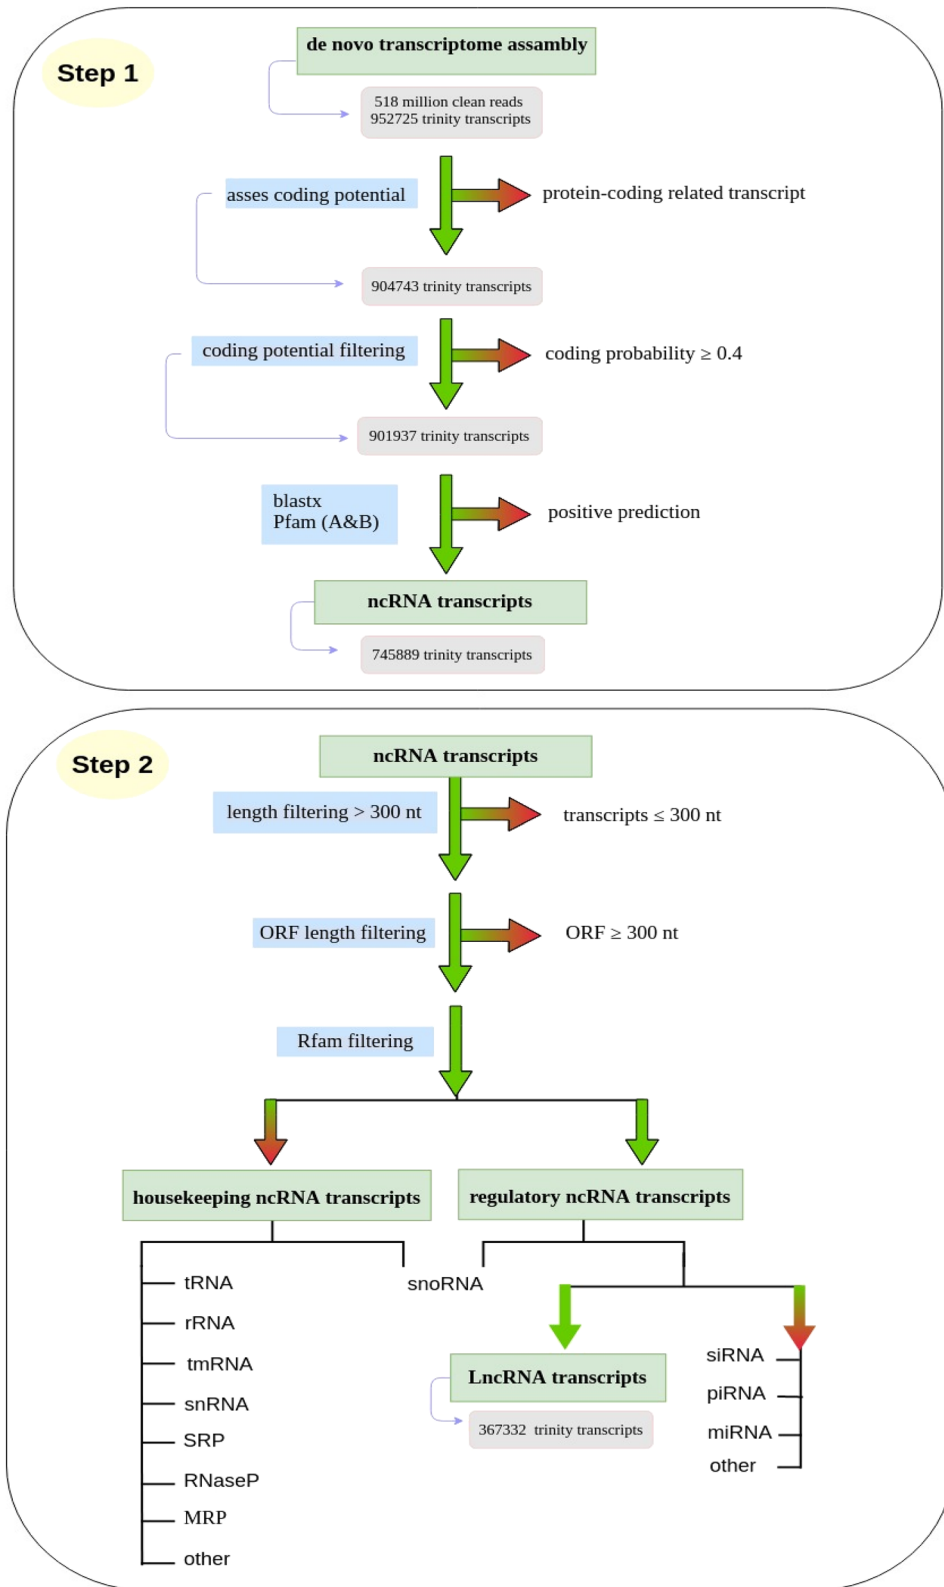 Step 1
de novo transcriptome assambly
518 million clean reads
952725 trinity transcripts
asses coding potential
protein-coding related transcript
904743 trinity transcripts
coding potential filtering
coding probability ≥ 0.4
901937 trinity transcripts
blastx
Pfam (A&B)
positive prediction
ncRNA transcripts
745889 trinity transcripts
Step 2
ncRNA transcripts
length filtering > 300 nt
transcripts ≤ 300 nt
ORF length filtering
ORF ≥ 300 nt
Rfam filtering
housekeeping ncRNA transcripts
regulatory ncRNA transcripts
tRNA
rRNA
tmRNA
snRNA
SRP
RNaseP
MRP
other
snoRNA
LncRNA transcripts
367332 trinity transcripts
siRNA
piRNA
miRNA
other